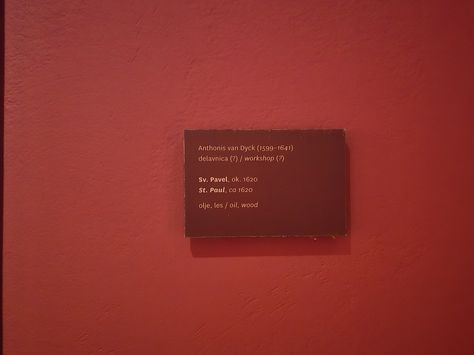 Anthonis van Dyck (1599–1641)
delavnica (?) / workshop (?)
Sv. Pavel, ok. 1620
St. Paul, ca 1620
olje, les / oil, wood